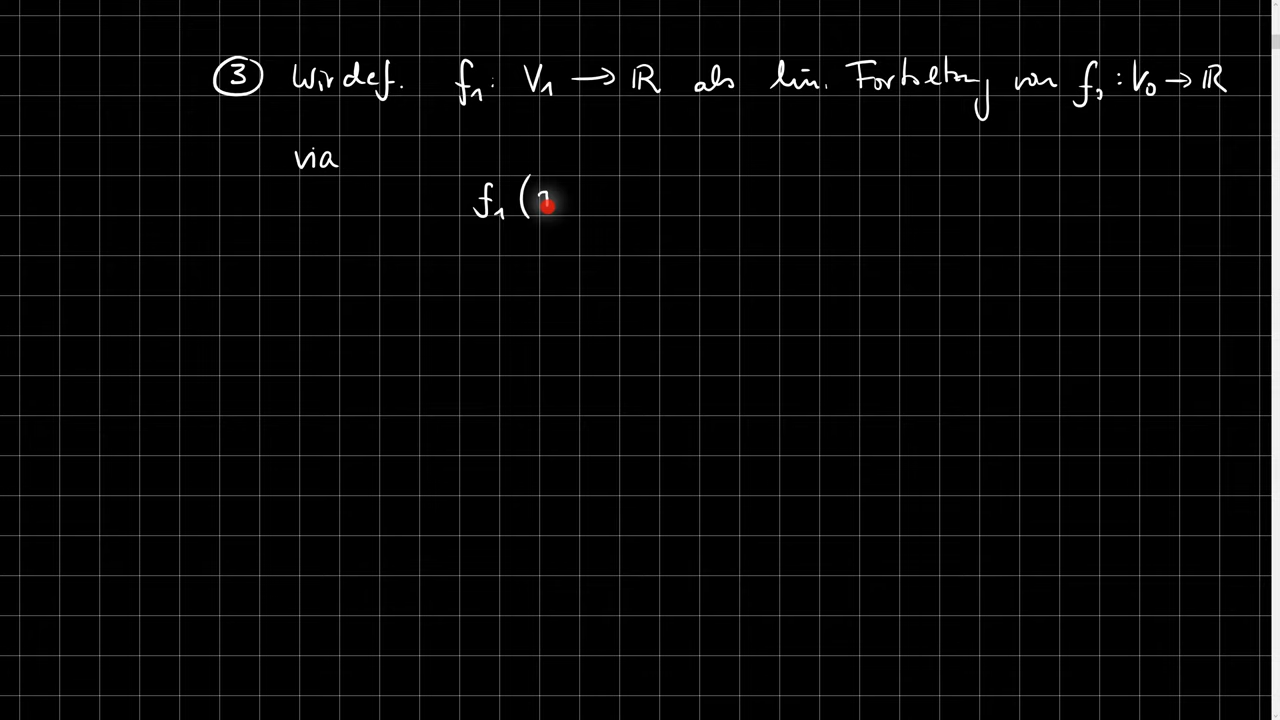 ③ Wir def. f₁ : V₁ → ℝ als lin. Fortsetzung von f₀ : V₀ → ℝ
via
f₁ (